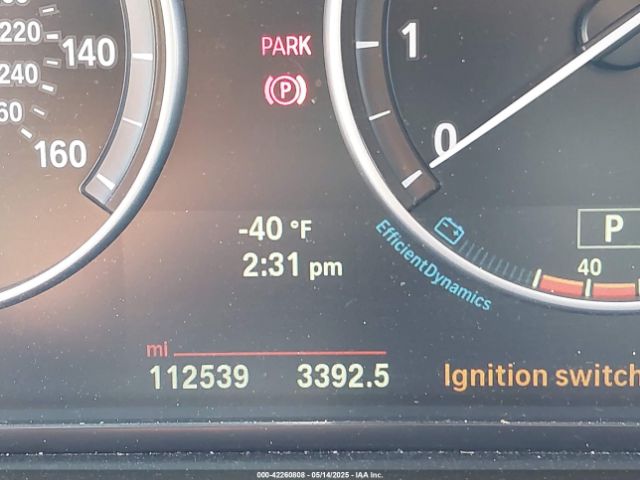 220
140
240
60
160
PARK
P
1
0
-40 °F
2:31 pm
EfficientDynamics
P
40
mi
112539 3392.5
Ignition switch
000-42260808 - 05/14/2025 - IAA Inc.